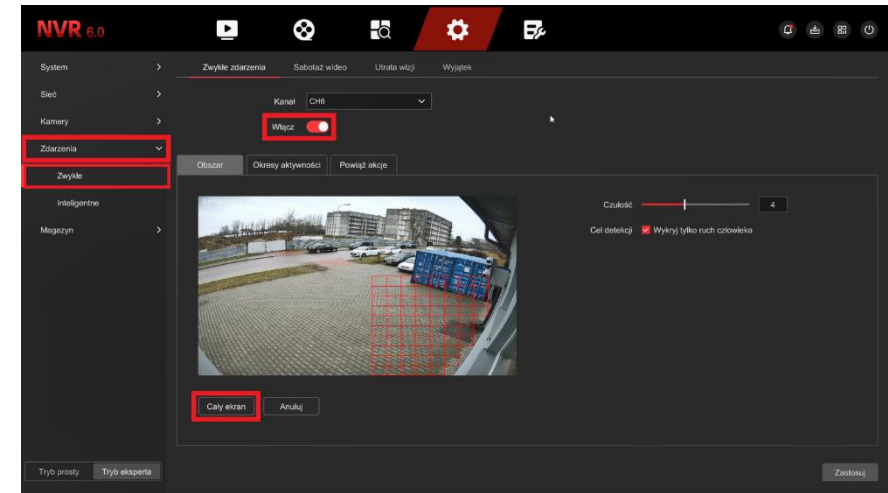 NVR 6.0
System
Zwykłe zdarzenia Sabotaż wideo Utrata wizji Wyjątek
Sieć
Kanał CH6
Kamery
Włącz
Zdarzenia
Obszar Okresy aktywności Powiąż akcje
Zwykłe
Inteligentne
Czułość 4
Magazyn
Cel detekcji Wykryj tylko ruch człowieka
Cały ekran Anuluj
Tryb prosty Tryb eksperta
Zastosuj